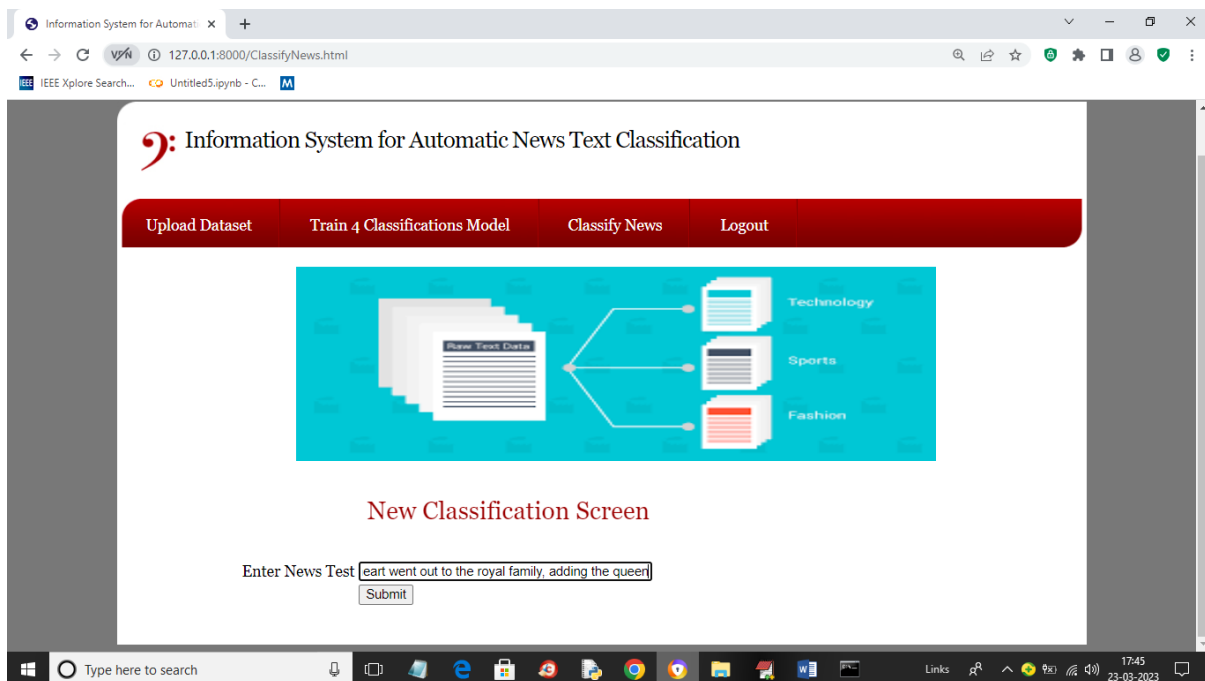 Information System for Automati
127.0.0.1:8000/ClassifyNews.html
IEEE Xplore Search... Untitled5.ipynb - C...
Information System for Automatic News Text Classification
Upload Dataset Train 4 Classifications Model Classify News Logout
Raw Text Data
Technology
Sports
Fashion
New Classification Screen
Enter News Test eart went out to the royal family, adding the queen
Submit
Type here to search Links 17:45
23-03-2023